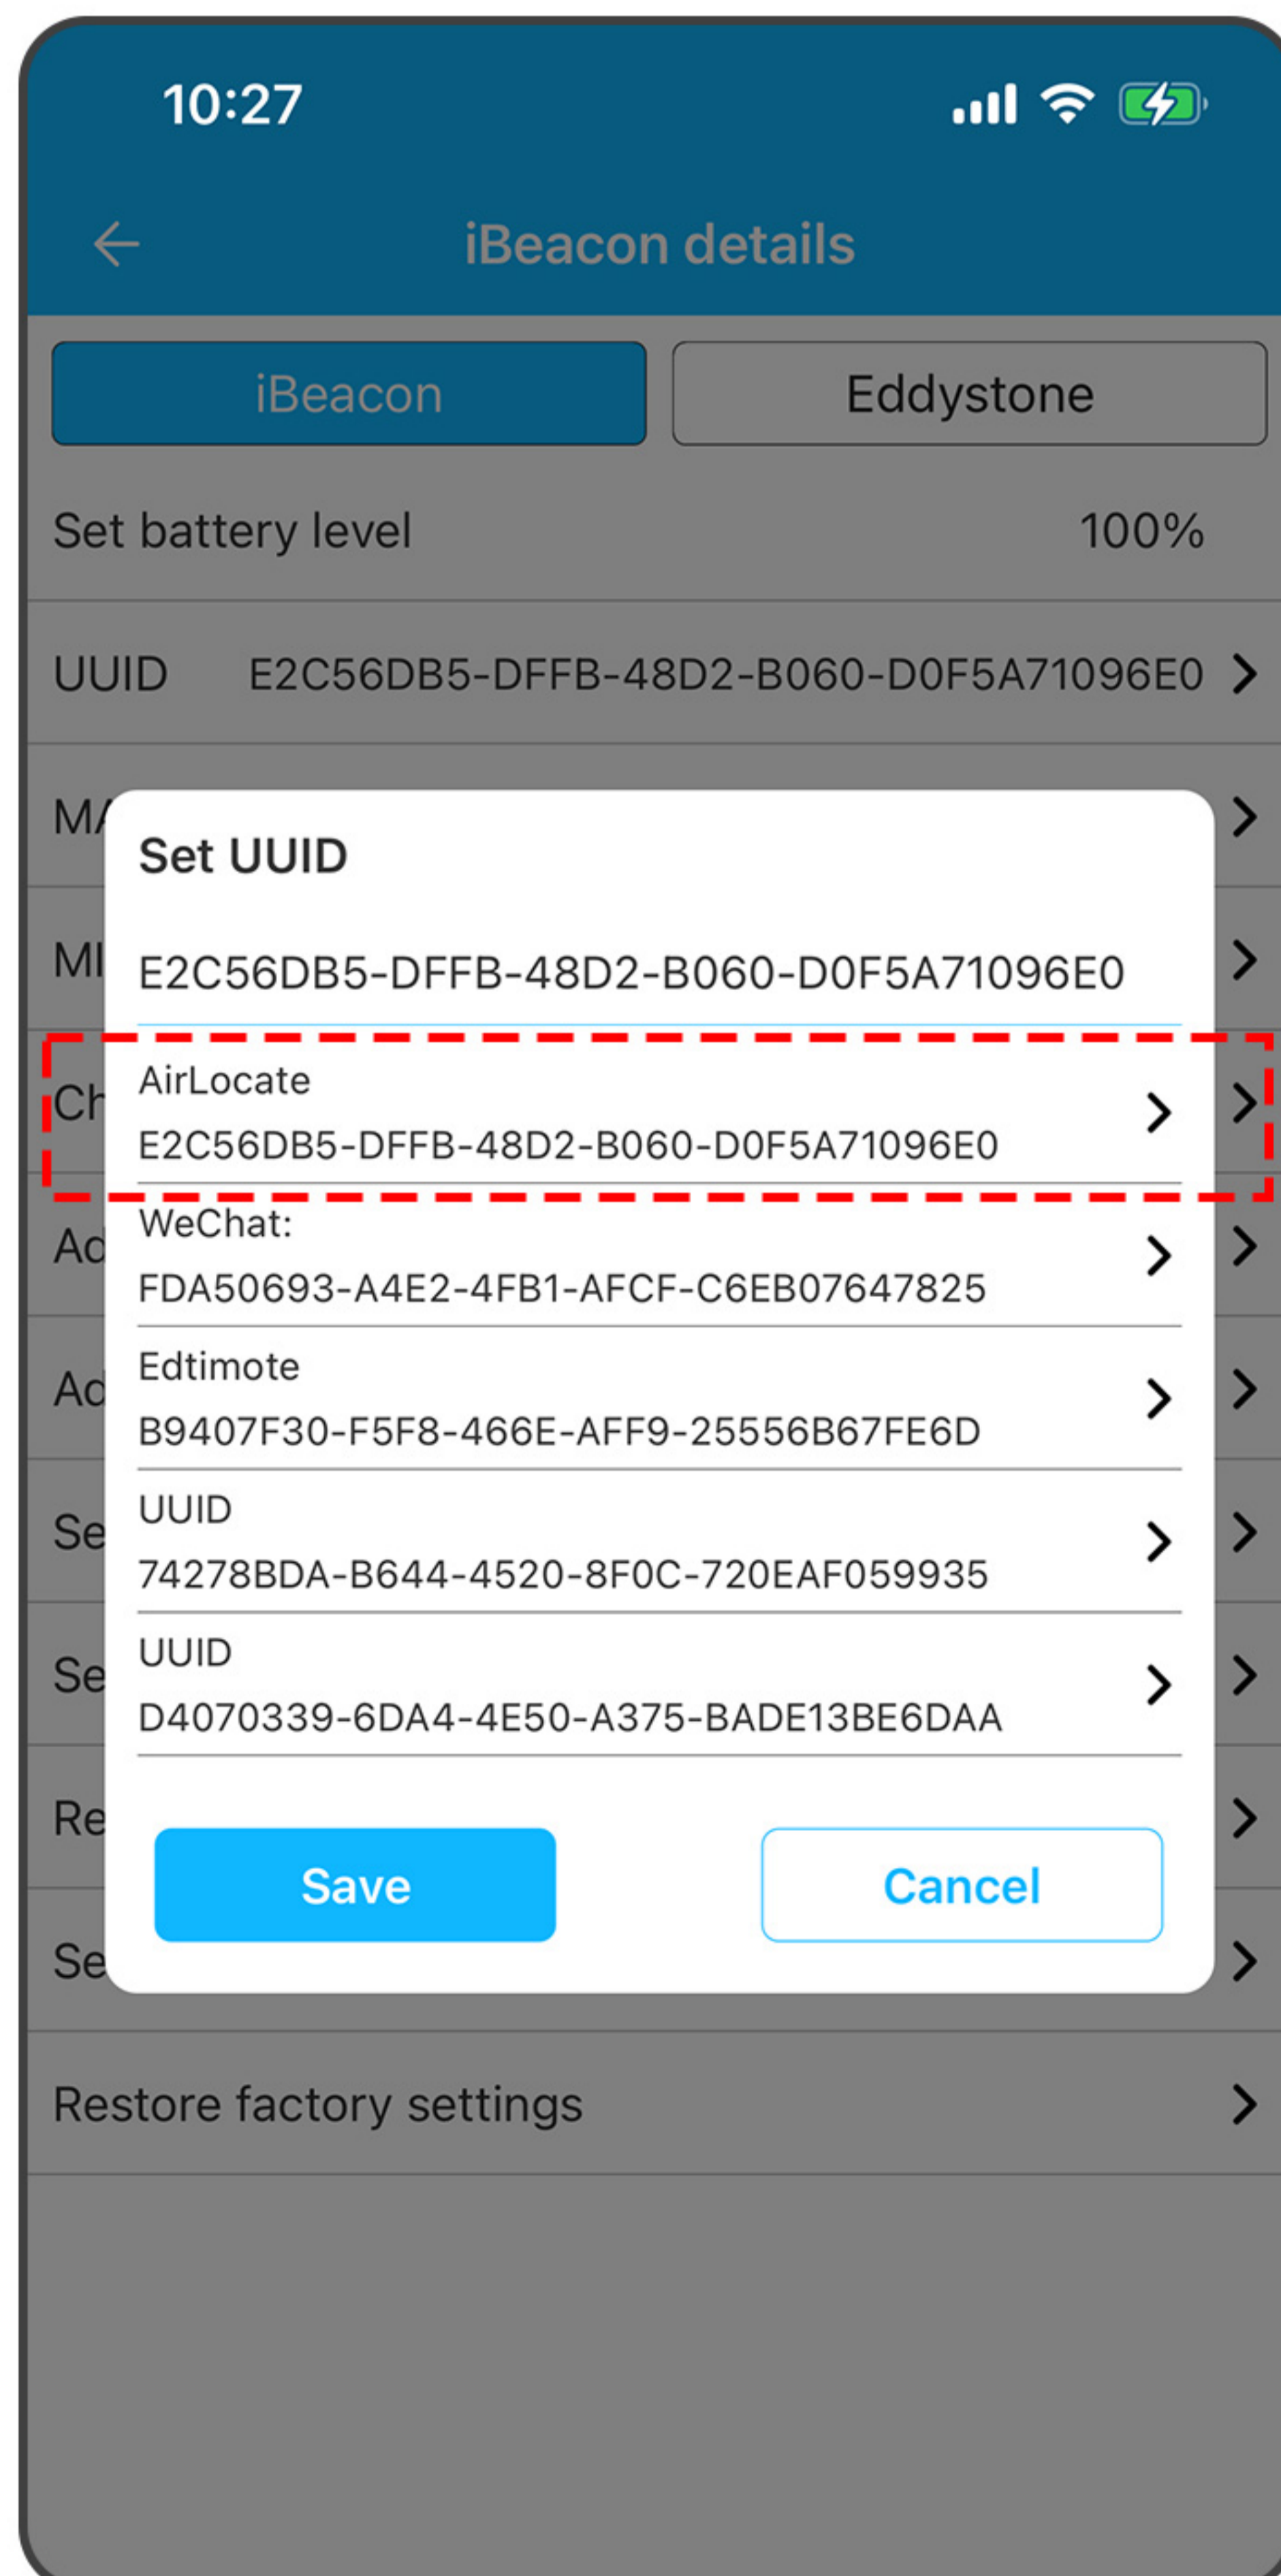 10:27
iBeacon details
iBeacon
Eddystone
Set battery level 100%
UUID E2C56DB5-DFFB-48D2-B060-D0F5A71096E0
Set UUID
E2C56DB5-DFFB-48D2-B060-D0F5A71096E0
AirLocate
E2C56DB5-DFFB-48D2-B060-D0F5A71096E0
WeChat:
FDA50693-A4E2-4FB1-AFCF-C6EB07647825
Edtimote
B9407F30-F5F8-466E-AFF9-25556B67FE6D
UUID
74278BDA-B644-4520-8F0C-720EAF059935
UUID
D4070339-6DA4-4E50-A375-BADE13BE6DAA
Save
Cancel
Restore factory settings